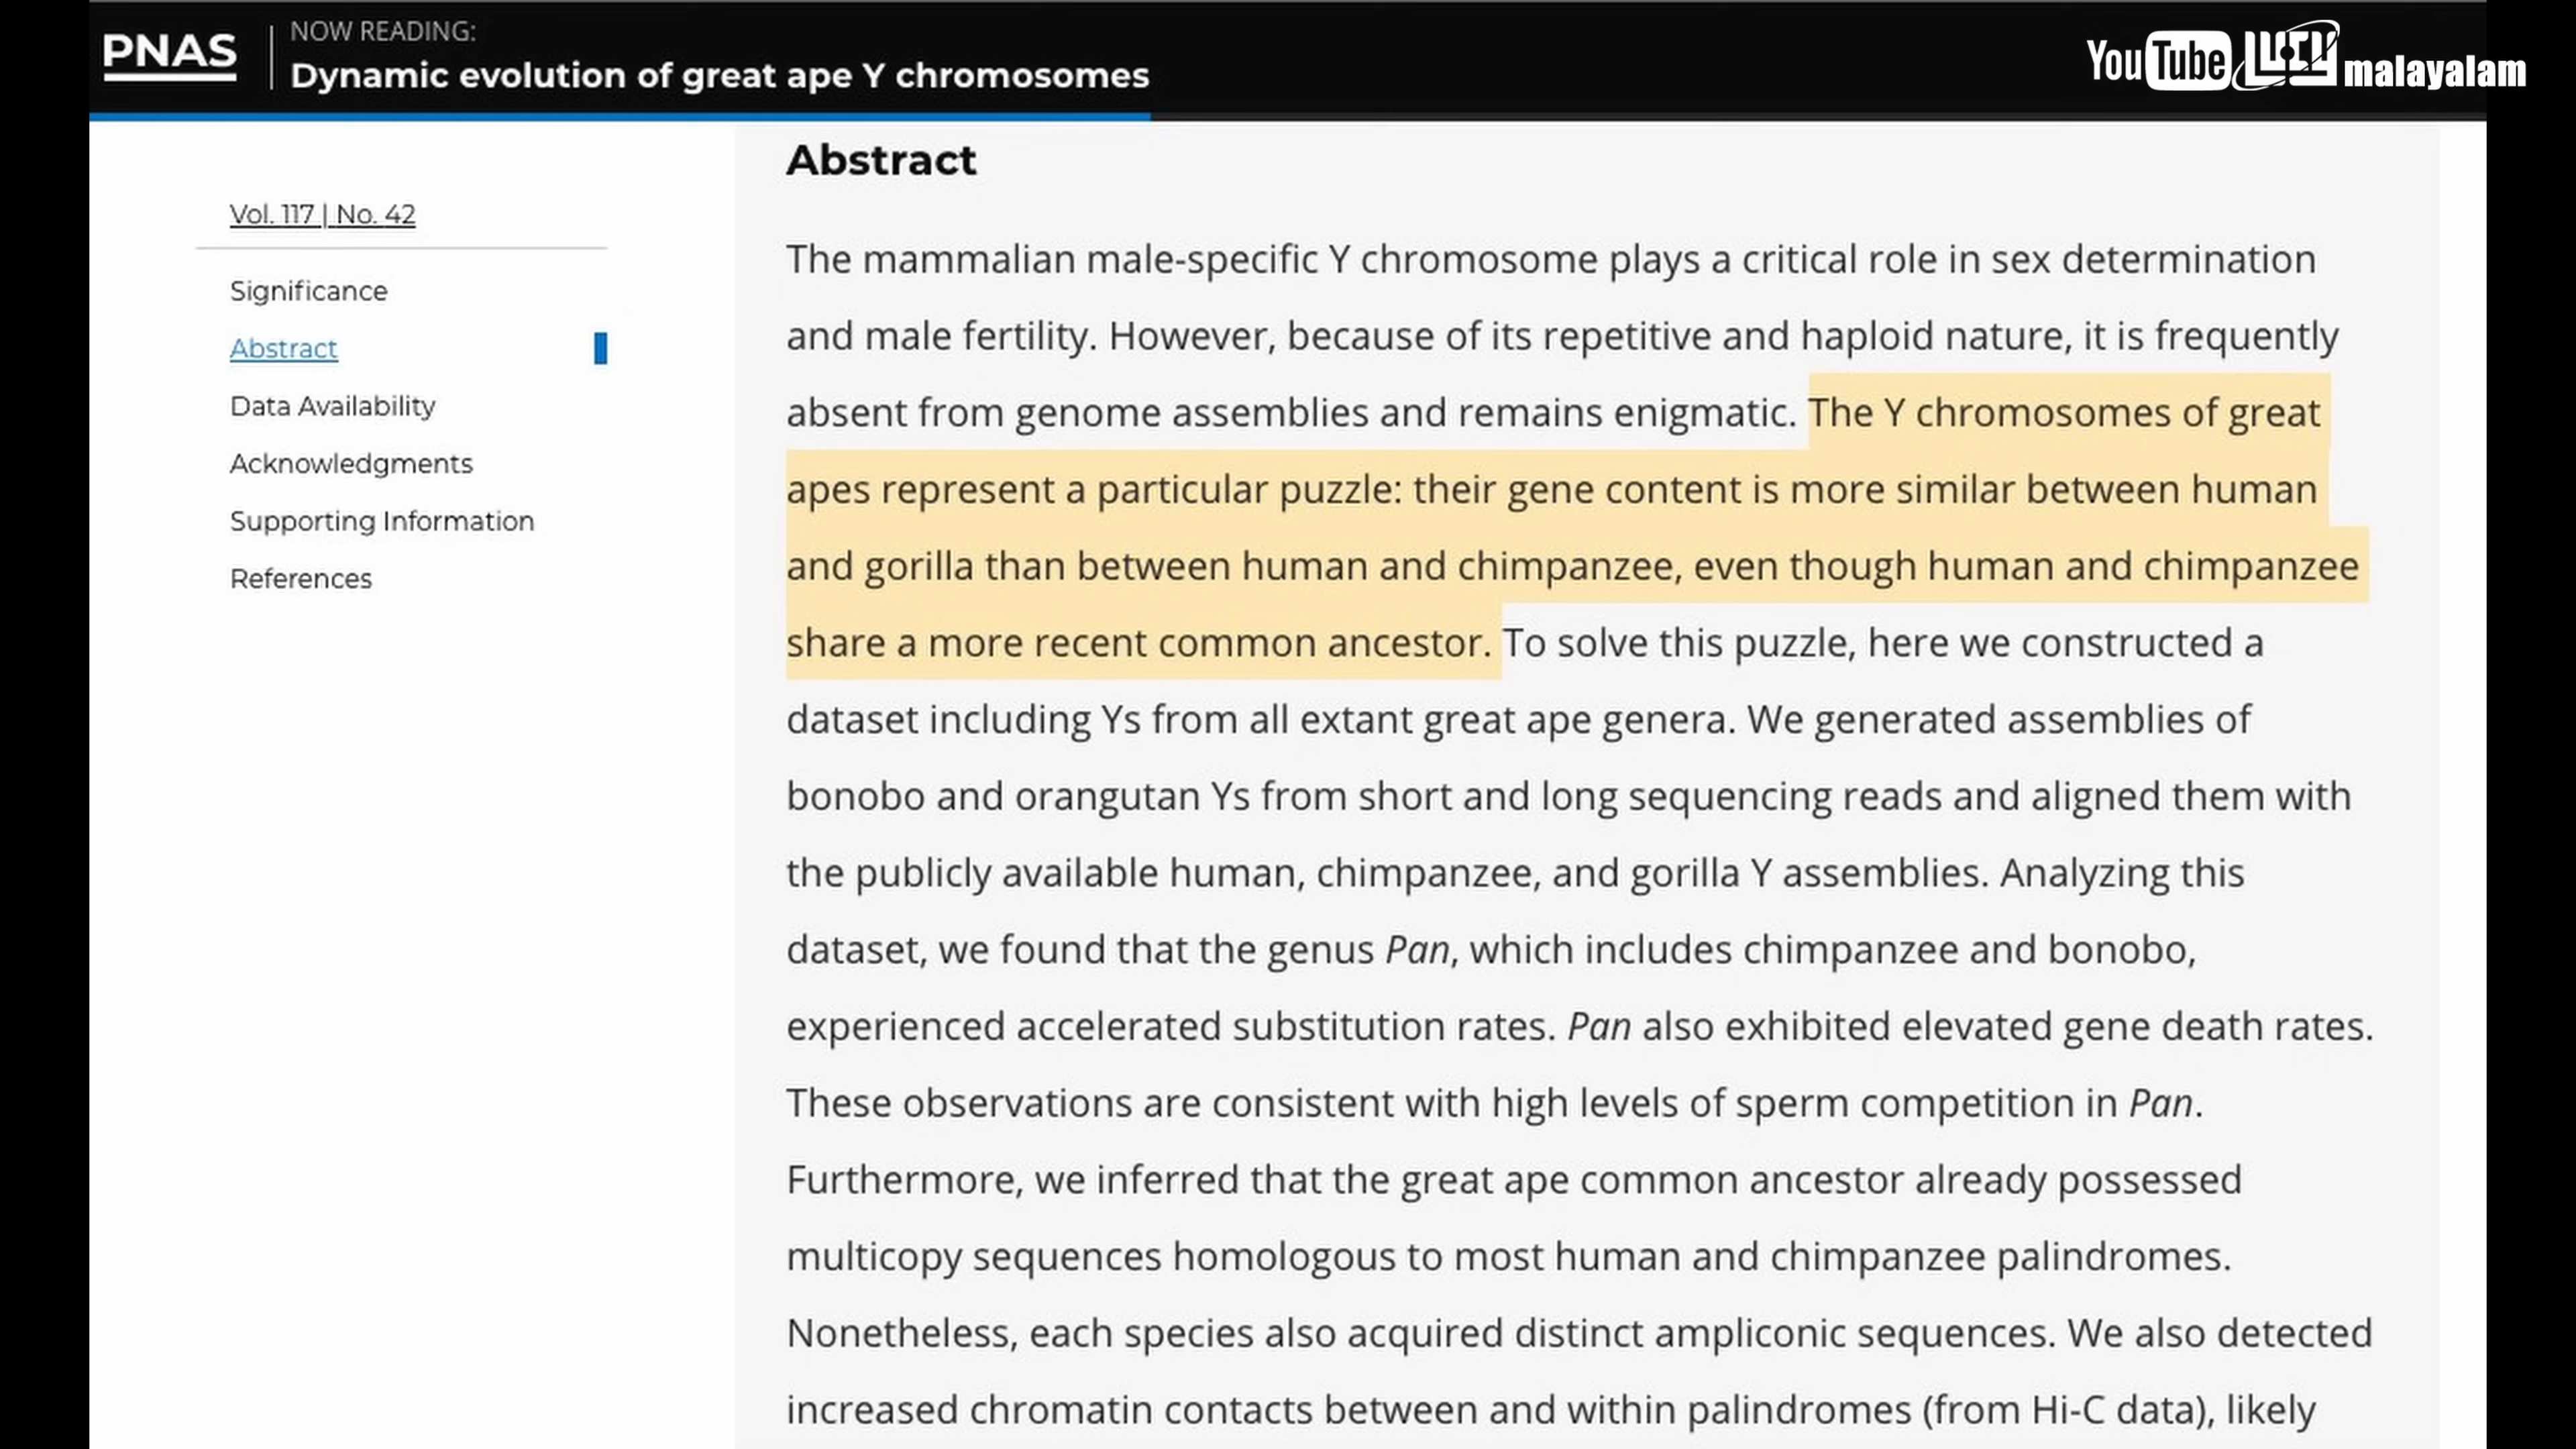 PNAS
NOW READING:
Dynamic evolution of great ape Y chromosomes
YouTube LUCY malayalam
Vol. 117 | No. 42
Significance
Abstract
Data Availability
Acknowledgments
Supporting Information
References
Abstract
The mammalian male-specific Y chromosome plays a critical role in sex determination
and male fertility. However, because of its repetitive and haploid nature, it is frequently
absent from genome assemblies and remains enigmatic. The Y chromosomes of great
apes represent a particular puzzle: their gene content is more similar between human
and gorilla than between human and chimpanzee, even though human and chimpanzee
share a more recent common ancestor. To solve this puzzle, here we constructed a
dataset including Ys from all extant great ape genera. We generated assemblies of
bonobo and orangutan Ys from short and long sequencing reads and aligned them with
the publicly available human, chimpanzee, and gorilla Y assemblies. Analyzing this
dataset, we found that the genus Pan, which includes chimpanzee and bonobo,
experienced accelerated substitution rates. Pan also exhibited elevated gene death rates.
These observations are consistent with high levels of sperm competition in Pan.
Furthermore, we inferred that the great ape common ancestor already possessed
multicopy sequences homologous to most human and chimpanzee palindromes.
Nonetheless, each species also acquired distinct ampliconic sequences. We also detected
increased chromatin contacts between and within palindromes (from Hi-C data), likely